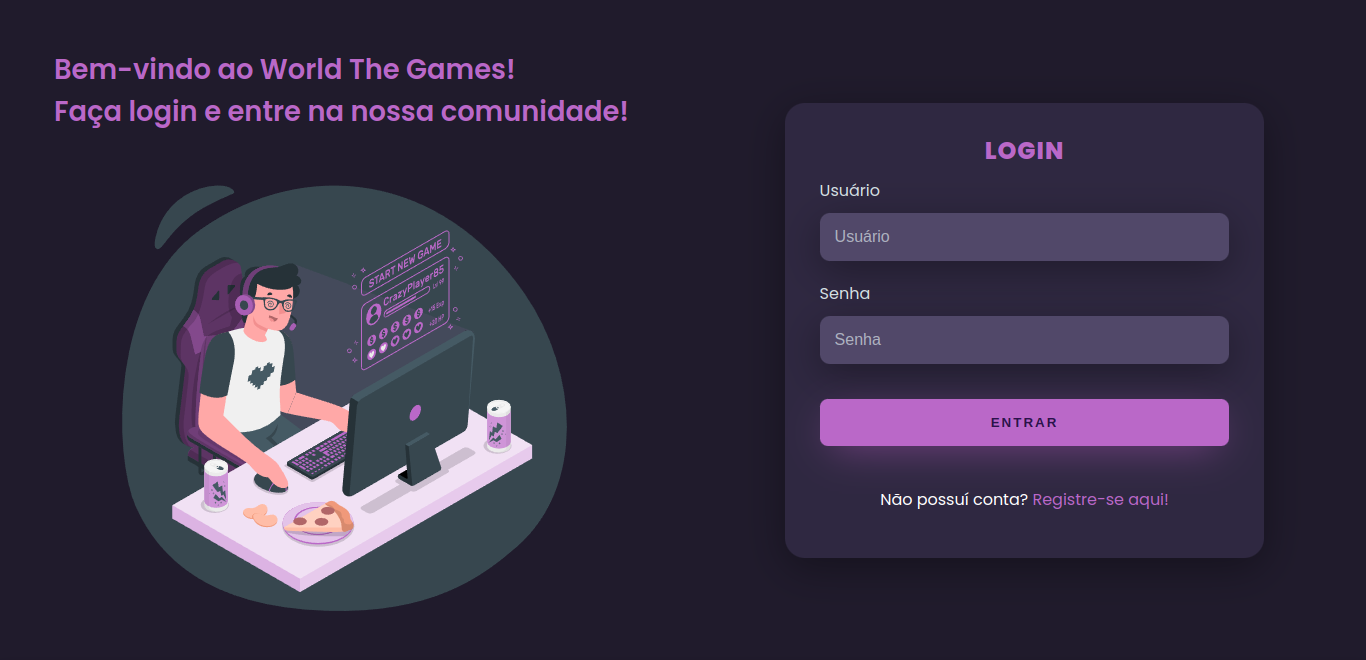 Bem-vindo ao World The Games!
Faça login e entre na nossa comunidade!
START NEW GAME
CrazyPlayer85
LOGIN
Usuário
Usuário
Senha
Senha
ENTRAR
Não possuí conta? Registre-se aqui!